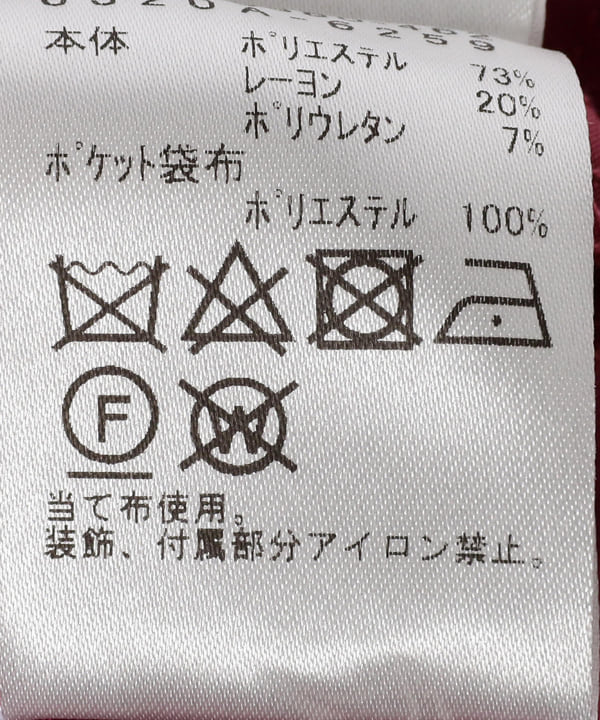 本体 ポリエステル 73%
レーヨン 20%
ポリウレタン 7%
ポケット袋布
ポリエステル 100%
F W
当て布使用。
装飾、付属部分アイロン禁止。